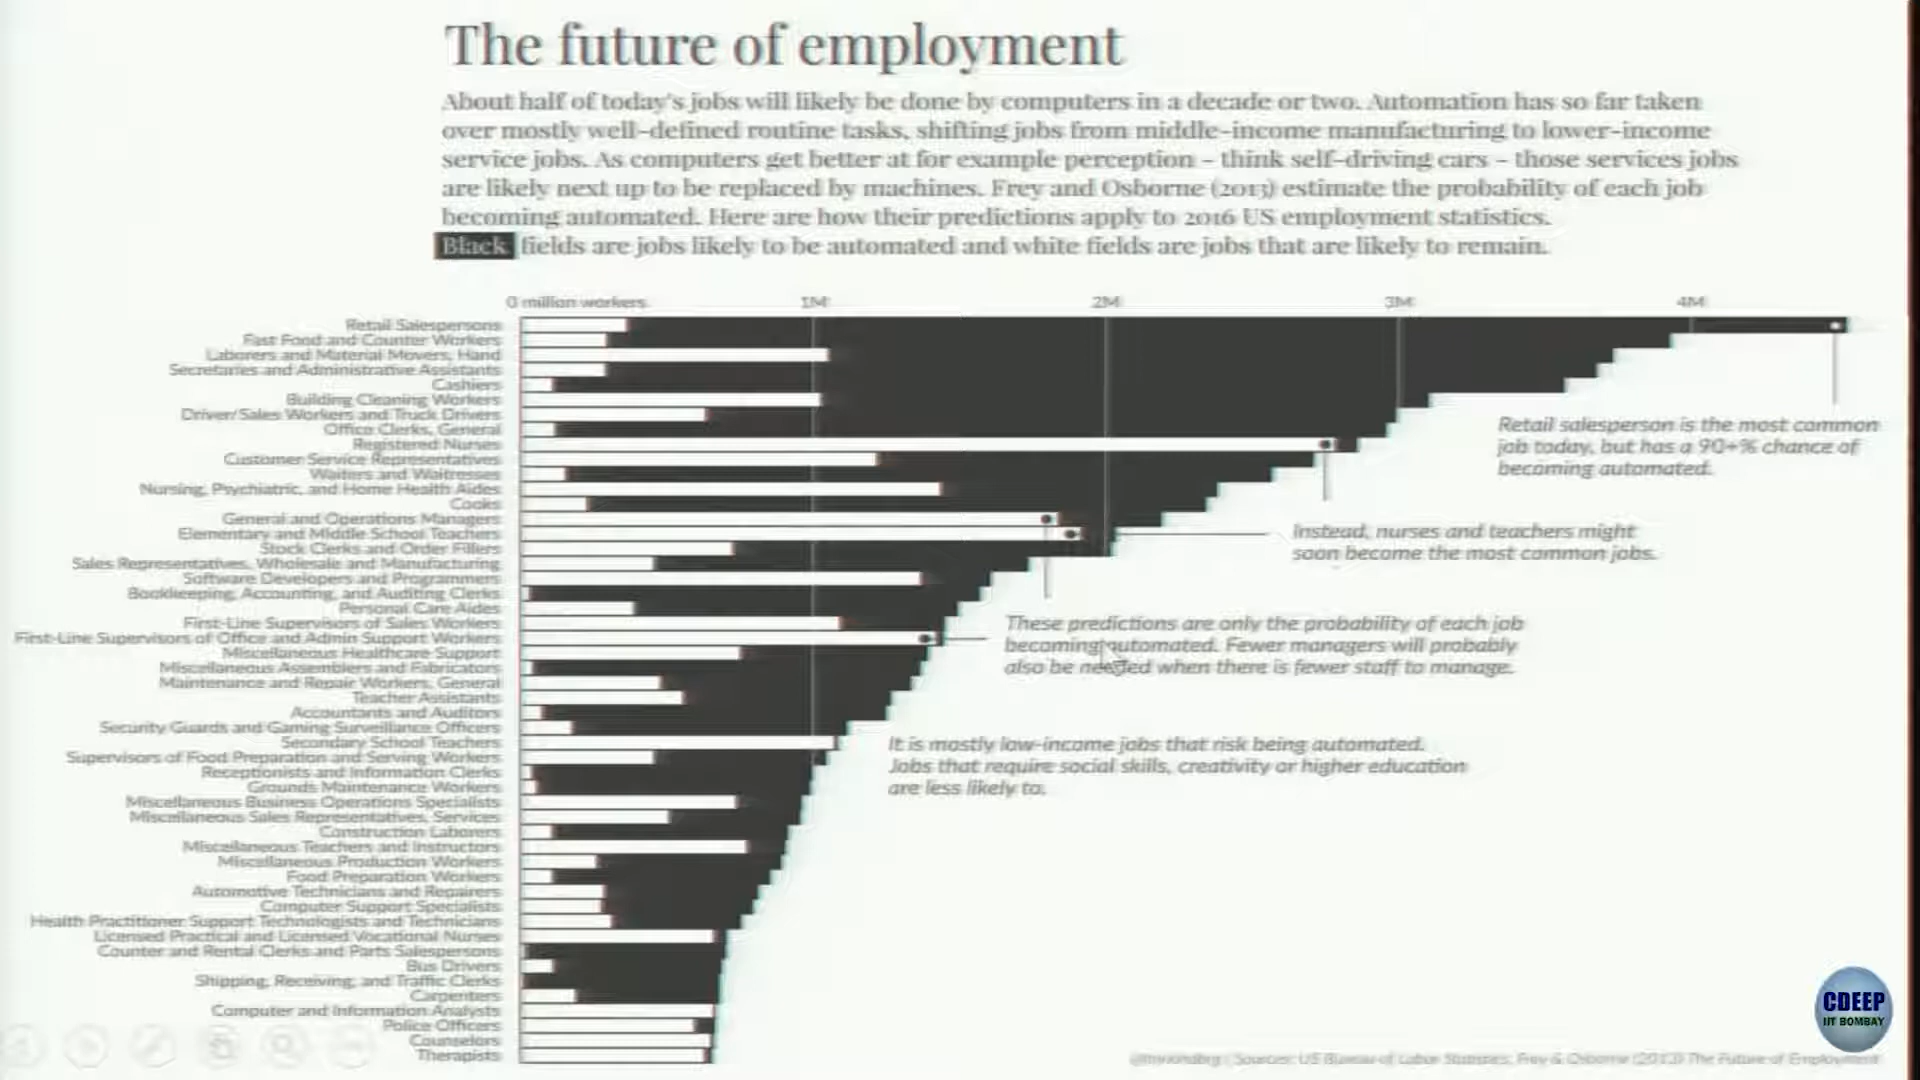 The future of employment
About half of today's jobs will likely be done by computers in a decade or two. Automation has so far taken
over mostly well-defined routine tasks, shifting jobs from middle-income manufacturing to lower-income
service jobs. As computers get better at for example perception - think self-driving cars - those services jobs
are likely next up to be replaced by machines. Frey and Osborne (2013) estimate the probability of each job
becoming automated. Here are how their predictions apply to 2016 US employment statistics.
Black fields are jobs likely to be automated and white fields are jobs that are likely to remain.
0 million workers 1M 2M 3M 4M
Retail Salespersons
Fast Food and Counter Workers
Laborers and Material Movers, Hand
Secretaries and Administrative Assistants
Cashiers
Building Cleaning Workers
Driver/Sales Workers and Truck Drivers
Office Clerks, General
Registered Nurses
Customer Service Representatives
Waiters and Waitresses
Nursing, Psychiatric, and Home Health Aides
Cooks
General and Operations Managers
Elementary and Middle School Teachers
Stock Clerks and Order Fillers
Sales Representatives, Wholesale and Manufacturing
Software Developers and Programmers
Bookkeeping, Accounting, and Auditing Clerks
Personal Care Aides
First-Line Supervisors of Sales Workers
First-Line Supervisors of Office and Admin Support Workers
Miscellaneous Healthcare Support
Miscellaneous Assemblers and Fabricators
Maintenance and Repair Workers, General
Teacher Assistants
Accountants and Auditors
Security Guards and Gaming Surveillance Officers
Secondary School Teachers
Supervisors of Food Preparation and Serving Workers
Receptionists and Information Clerks
Grounds Maintenance Workers
Miscellaneous Business Operations Specialists
Miscellaneous Sales Representatives, Services
Construction Laborers
Miscellaneous Teachers and Instructors
Miscellaneous Production Workers
Food Preparation Workers
Automotive Technicians and Repairers
Computer Support Specialists
Health Practitioner Support Technologists and Technicians
Licensed Practical and Licensed Vocational Nurses
Counter and Rental Clerks and Parts Salespersons
Bus Drivers
Shipping, Receiving, and Traffic Clerks
Carpenters
Computer and Information Analysts
Police Officers
Counselors
Therapists
Retail salesperson is the most common
job today, but has a 90+% chance of
becoming automated.
Instead, nurses and teachers might
soon become the most common jobs.
These predictions are only the probability of each job
becoming automated. Fewer managers will probably
also be needed when there is fewer staff to manage.
It is mostly low-income jobs that risk being automated.
Jobs that require social skills, creativity or higher education
are less likely to.
CDEEP
IIT BOMBAY
| Sources: US Bureau of Labor Statistics, Frey & Osborne (2013) The Future of Employment